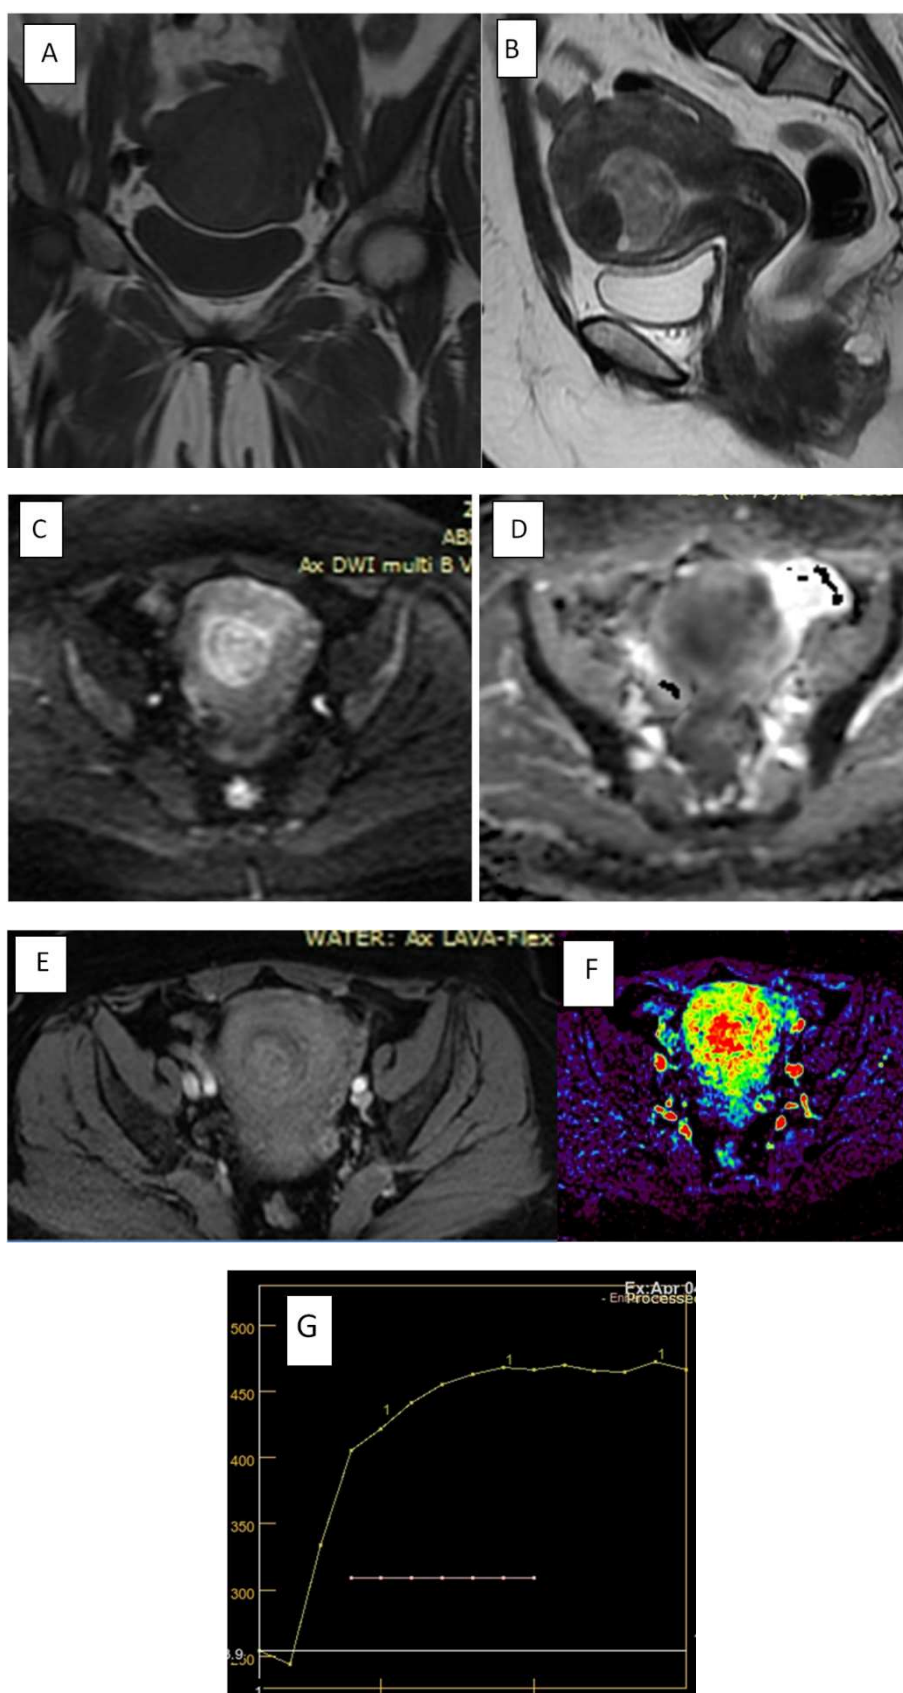 A
B
C
ABI
Ax DWI multi B V
D
E
WATER: Ax LAVA-Flex
F
G
Ex:Apr 0
500
450
400
350
300
1
1
1
1